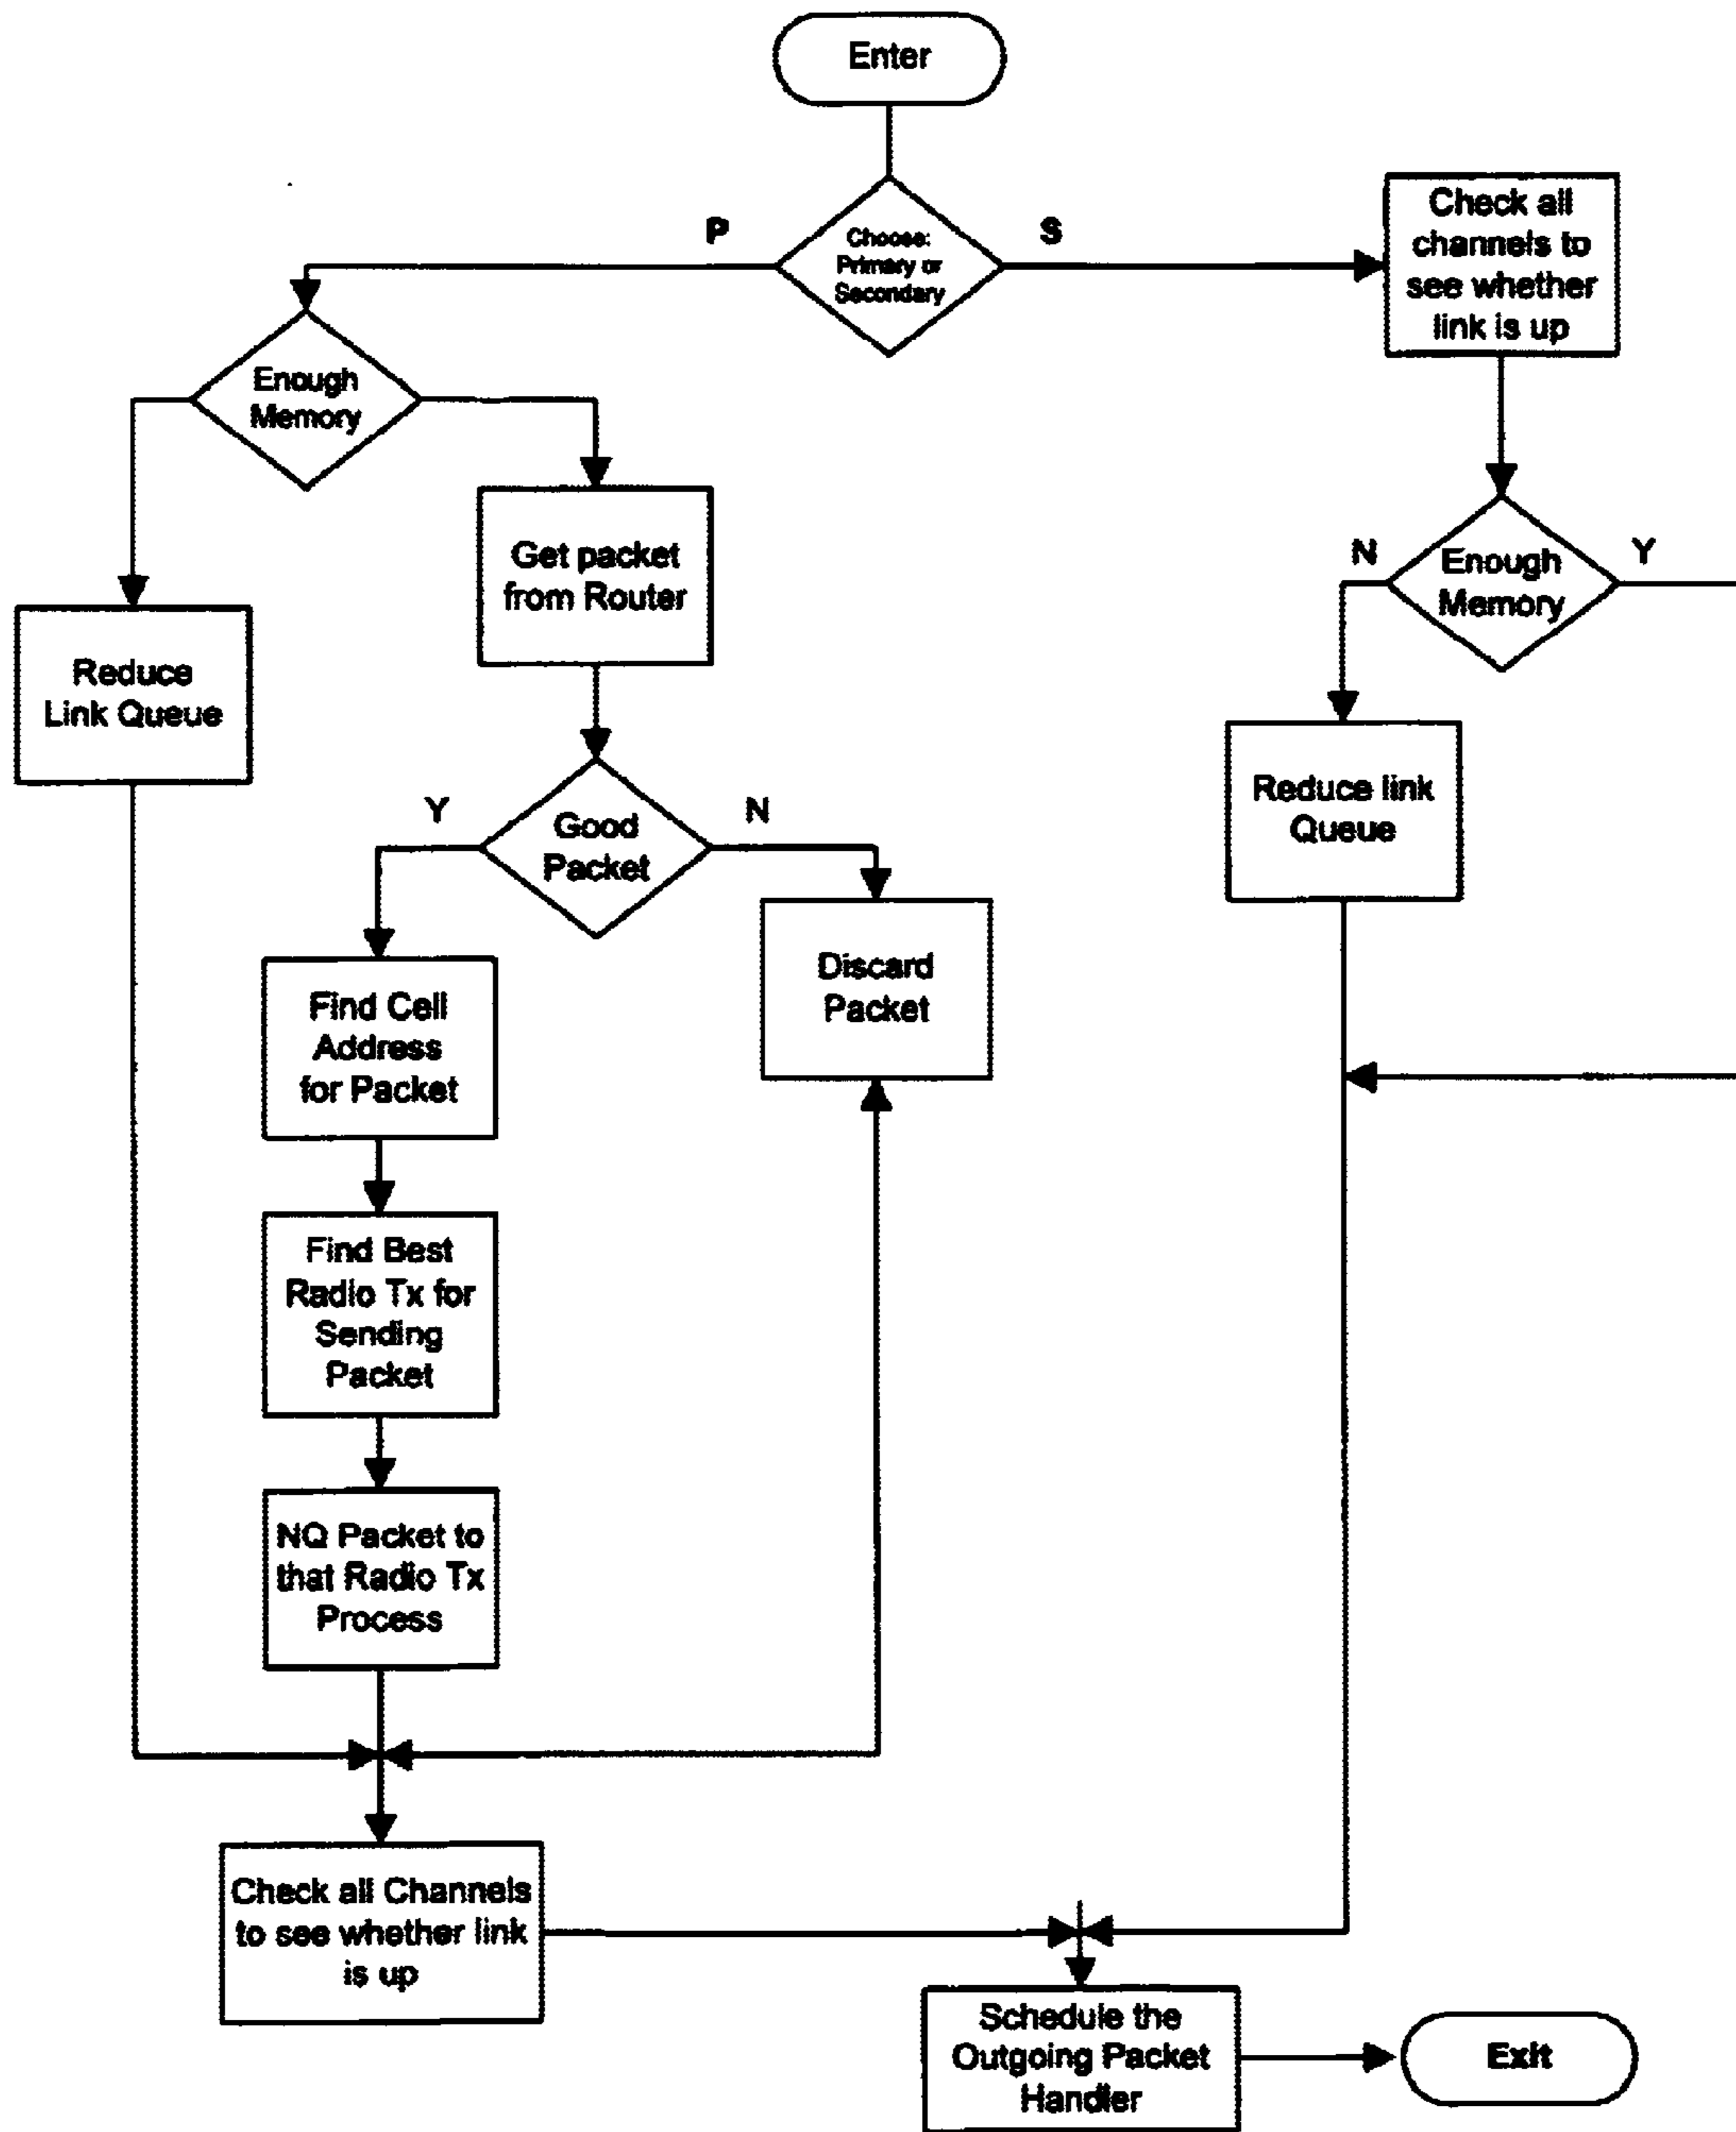 Enter
P
Choose:
Primary or
Secondary
S
Check all
channels to
see whether
link is up
Enough
Memory
Get packet
from Router
N
Enough
Memory
Y
Reduce
Link Queue
Reduce link
Queue
Y
Good
Packet
N
Find Cell
Address
for Packet
Discard
Packet
Find Best
Radio Tx for
Sending
Packet
NQ Packet to
that Radio Tx
Process
Check all Channels
to see whether link
is up
Schedule the
Outgoing Packet
Handler
Exit